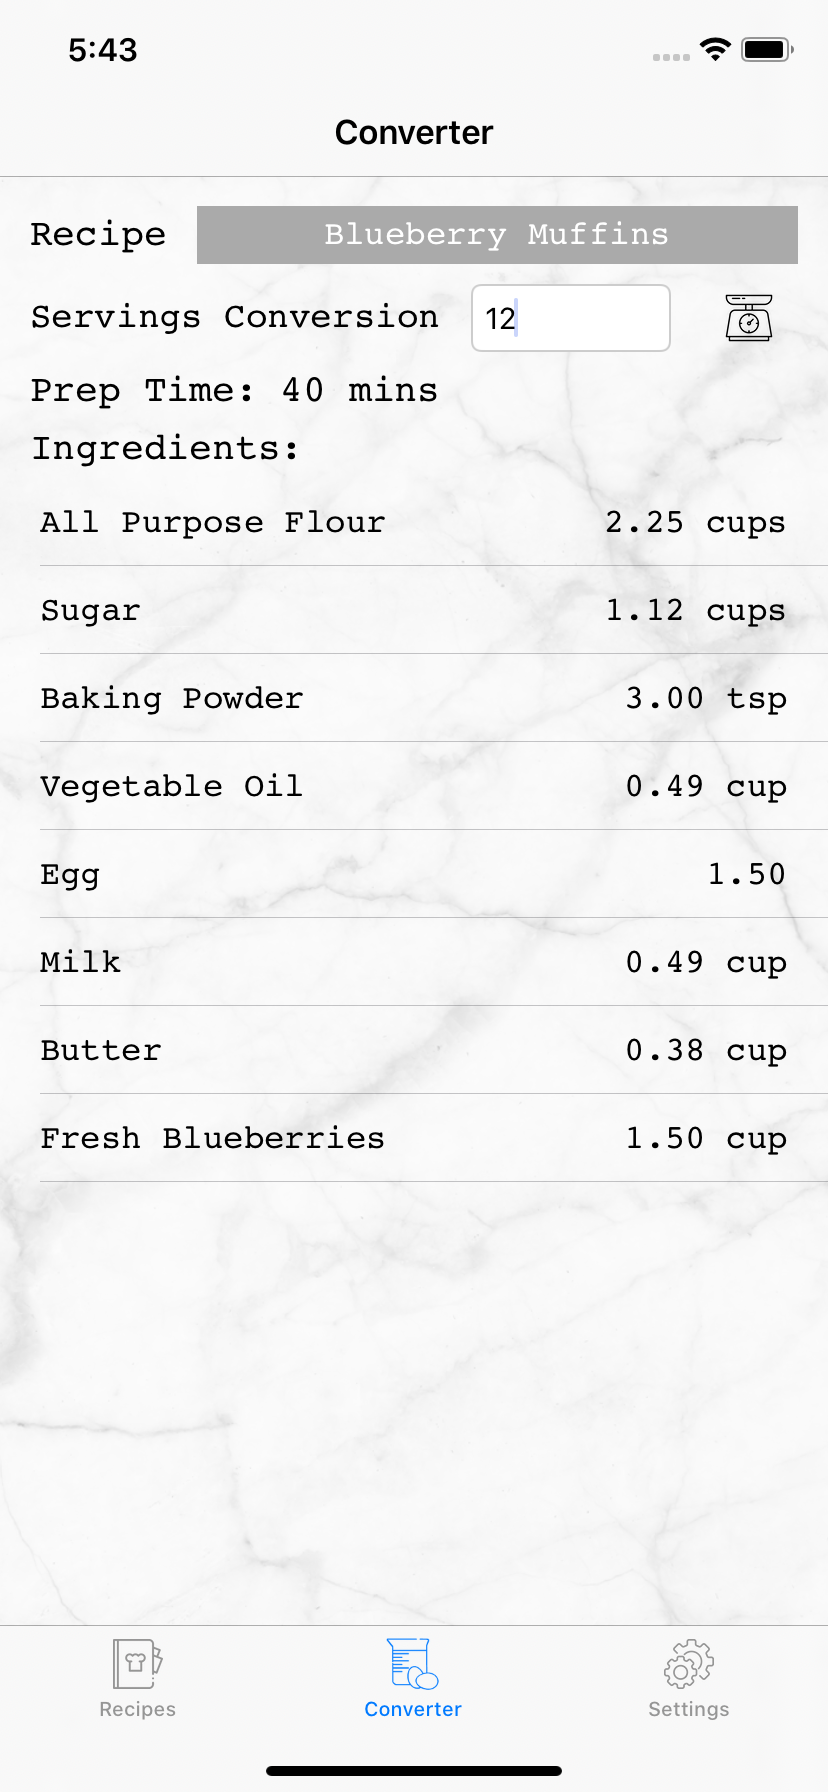 5:43
Converter
Recipe Blueberry Muffins
Servings Conversion 12
Prep Time: 40 mins
Ingredients:
All Purpose Flour 2.25 cups
Sugar 1.12 cups
Baking Powder 3.00 tsp
Vegetable Oil 0.49 cup
Egg 1.50
Milk 0.49 cup
Butter 0.38 cup
Fresh Blueberries 1.50 cup
Recipes Converter Settings